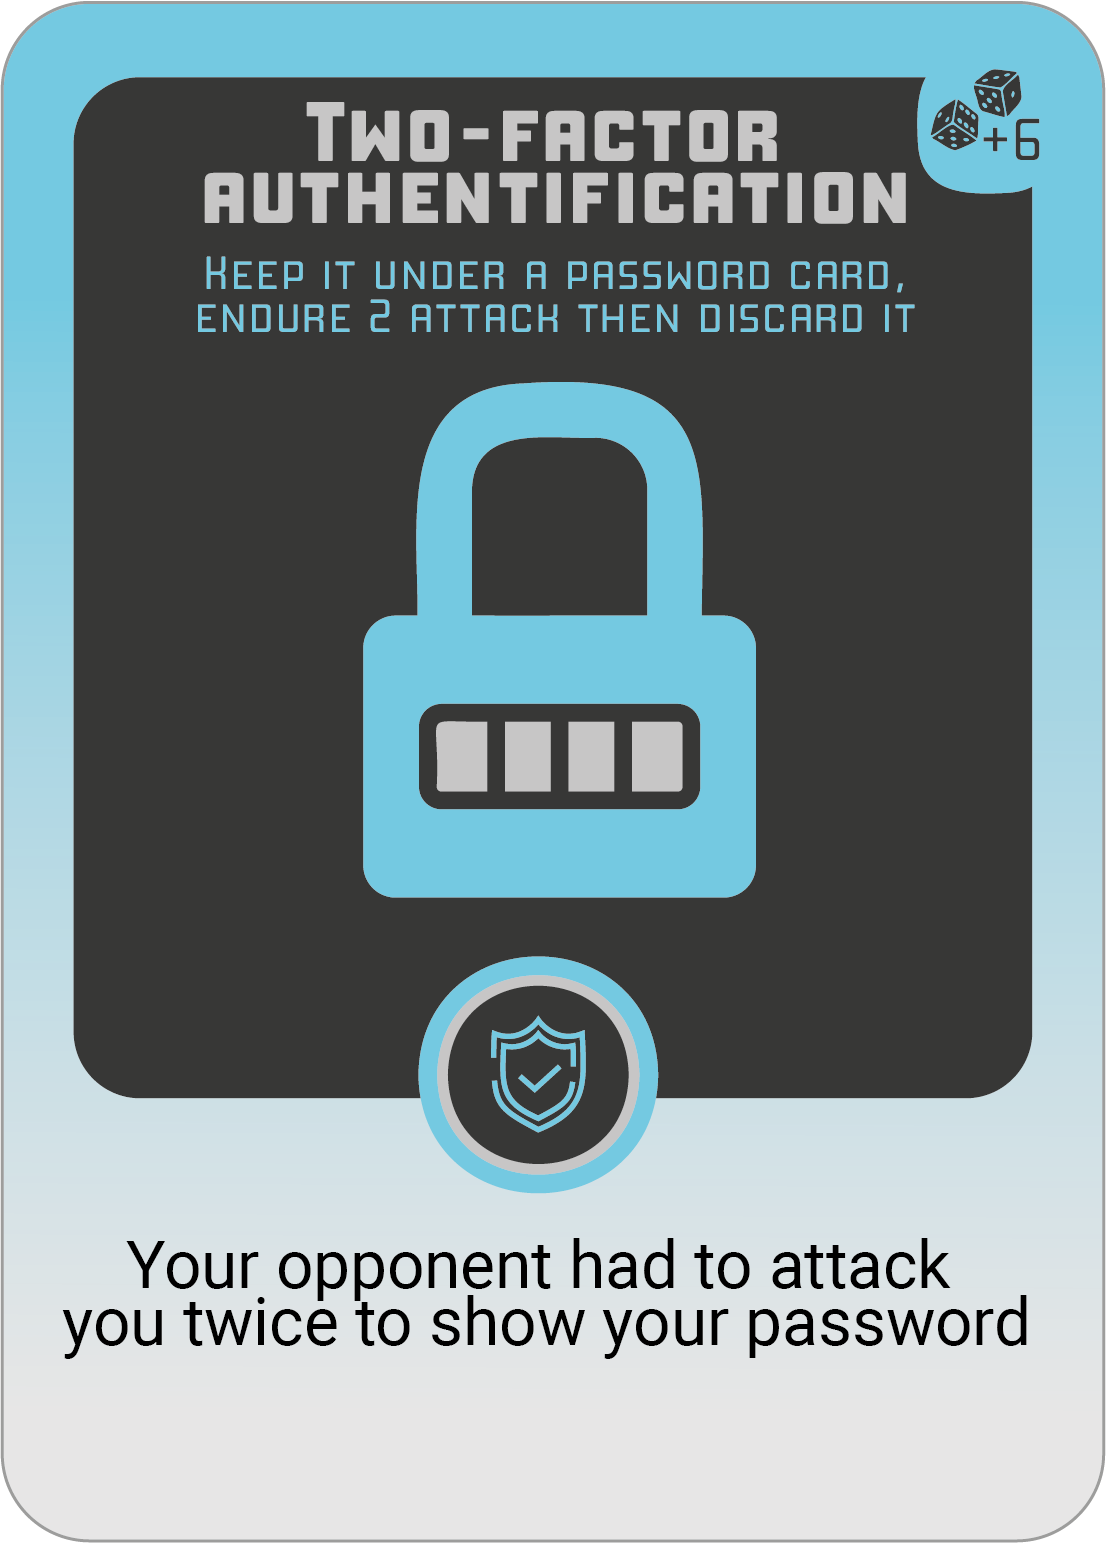 Two-factor
authentification
Keep it under a password card,
endure 2 attack then discard it
+6
Your opponent had to attack
you twice to show your password